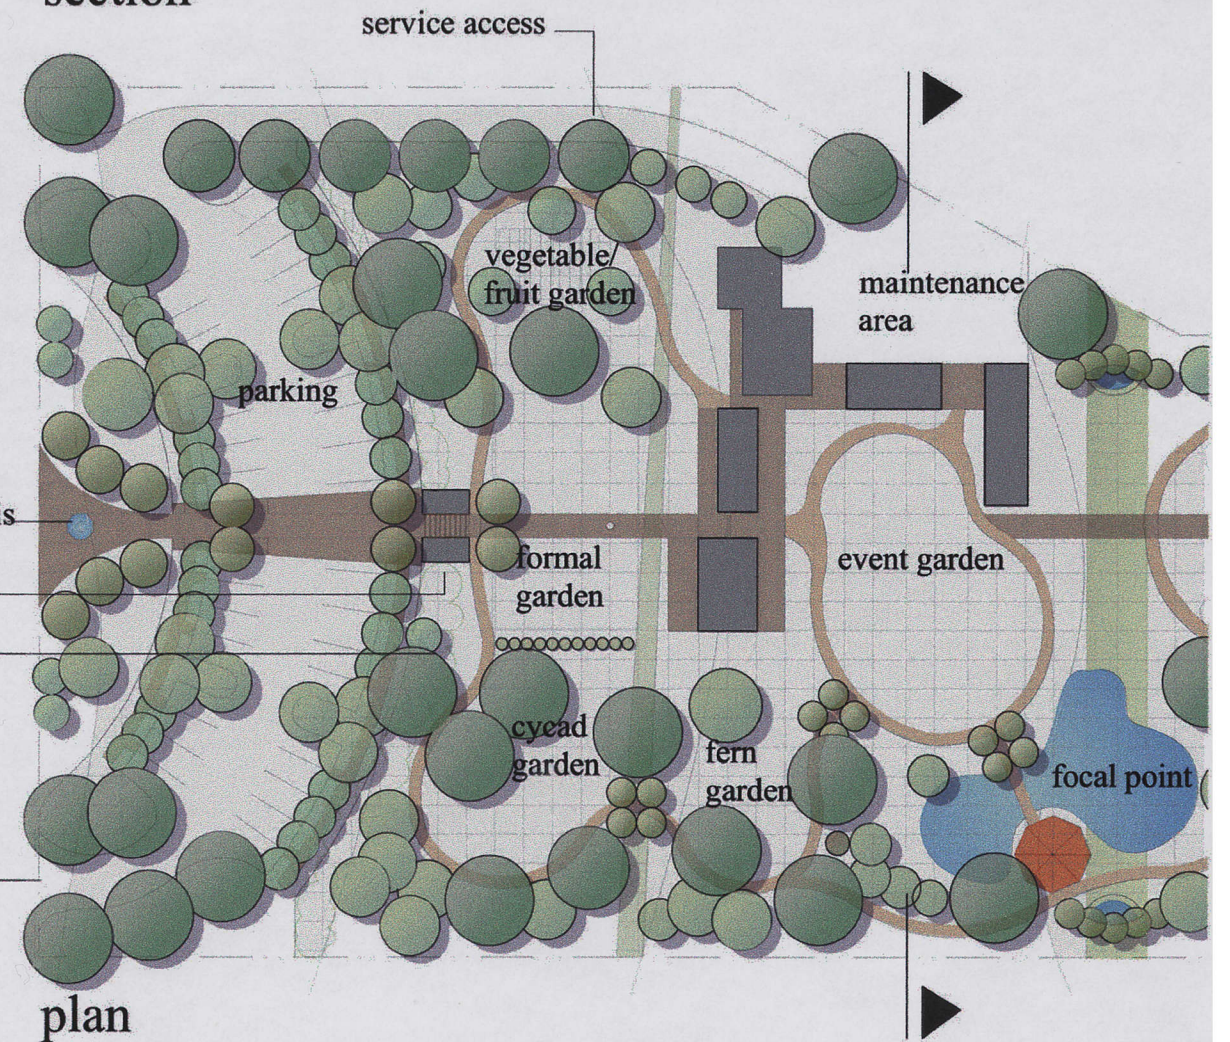 section
service access
vegetable/
fruit garden
maintenance
area
parking
is
formal
garden
event garden
cycad
garden
fern
garden
focal point
plan